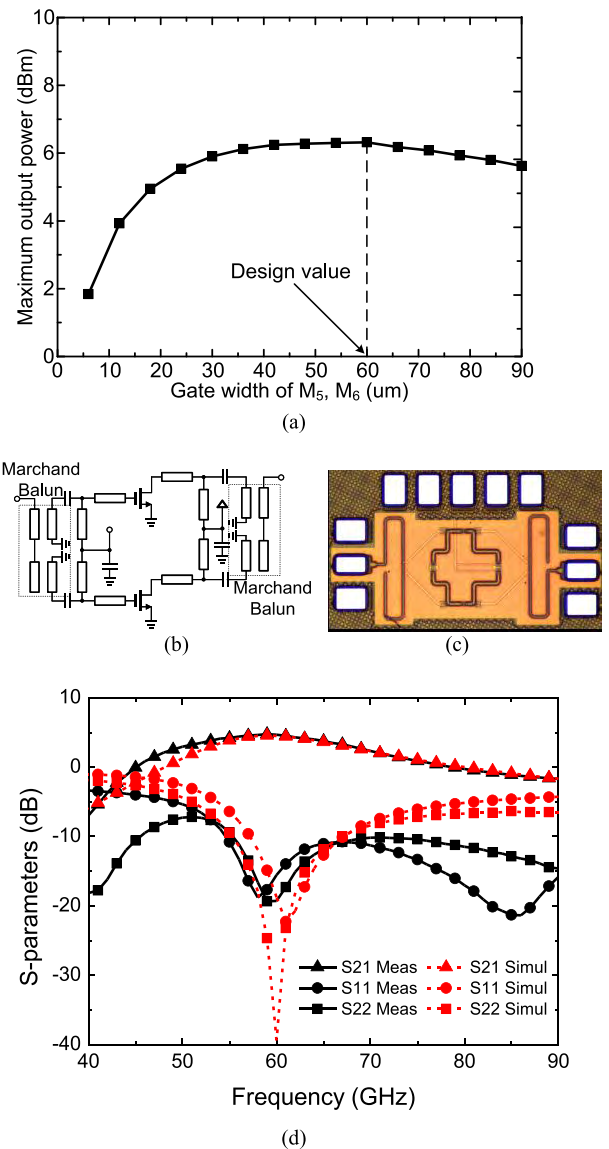 10
8
6
4
2
0
Maximum output power (dBm)
Design value
0 10 20 30 40 50 60 70 80 90
Gate width of M5, M6 (um)
(a)
Marchand
Balun
Marchand
Balun
(b)
(c)
10
0
-10
-20
-30
-40
S-parameters (dB)
S21 Meas S21 Simul
S11 Meas S11 Simul
S22 Meas S22 Simul
40 50 60 70 80 90
Frequency (GHz)
(d)